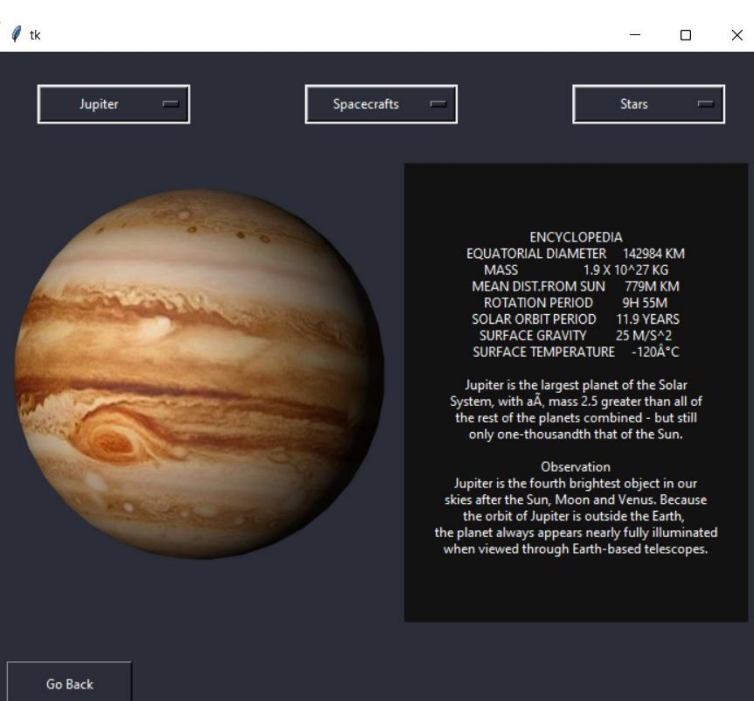 tk
Jupiter
Spacecrafts
Stars
ENCYCLOPEDIA
EQUATORIAL DIAMETER 142984 KM
MASS 1.9 X 10^27 KG
MEAN DIST.FROM SUN 779M KM
ROTATION PERIOD 9H 55M
SOLAR ORBIT PERIOD 11.9 YEARS
SURFACE GRAVITY 25 M/S^2
SURFACE TEMPERATURE -120Â°C
Jupiter is the largest planet of the Solar
System, with aÃ‚ mass 2.5 greater than all of
the rest of the planets combined - but still
only one-thousandth that of the Sun.
Observation
Jupiter is the fourth brightest object in our
skies after the Sun, Moon and Venus. Because
the orbit of Jupiter is outside the Earth,
the planet always appears nearly fully illuminated
when viewed through Earth-based telescopes.
Go Back